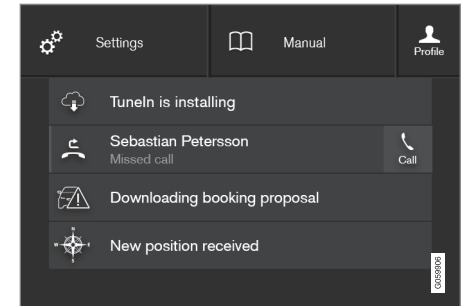 Settings
Manual
Profile
TuneIn is installing
Sebastian Petersson
Missed call
Call
Downloading booking proposal
New position received
N
W
E
S
G059906